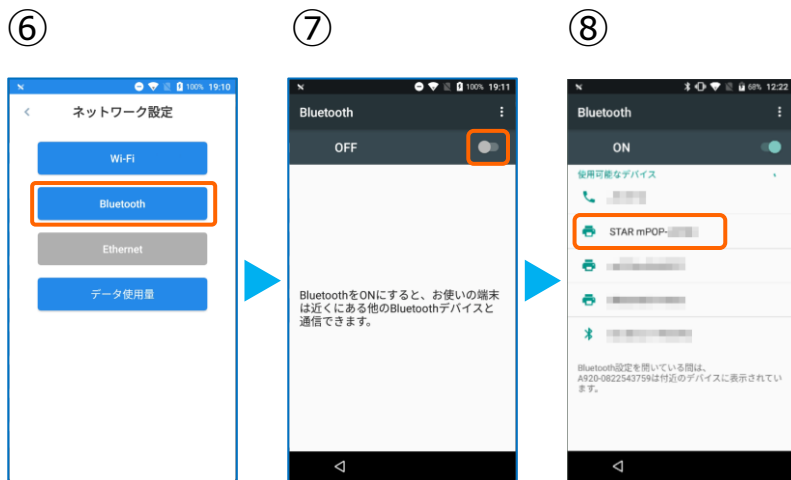 ⑥
⑦
⑧
100% 19:10
ネットワーク設定
Wi-Fi
Bluetooth
Ethernet
データ使用量
100% 19:11
Bluetooth
OFF
BluetoothをONにすると、お使いの端末
は近くにある他のBluetoothデバイスと
通信できます。
68% 12:22
Bluetooth
ON
使用可能なデバイス
STAR mPOP-
Bluetooth設定を開いている間は、
A920-0822543759は付近のデバイスに表示されてい
ます。